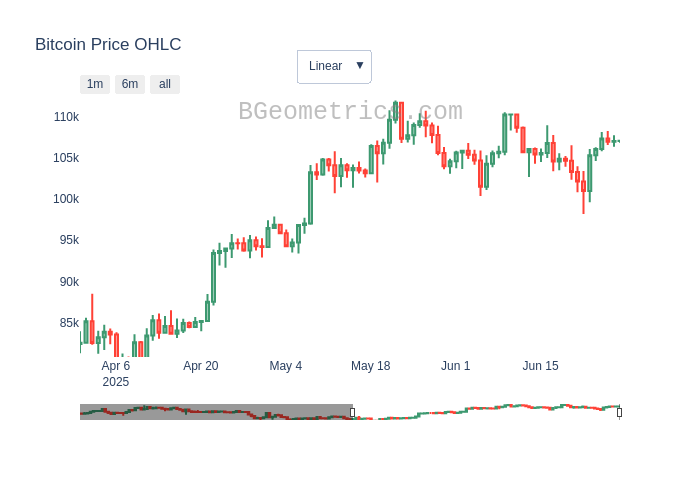 Bitcoin Price OHLC
Linear ▼
1m 6m all
BGeometrics.com
110k
105k
100k
95k
90k
85k
Apr 6 Apr 20 May 4 May 18 Jun 1 Jun 15
2025